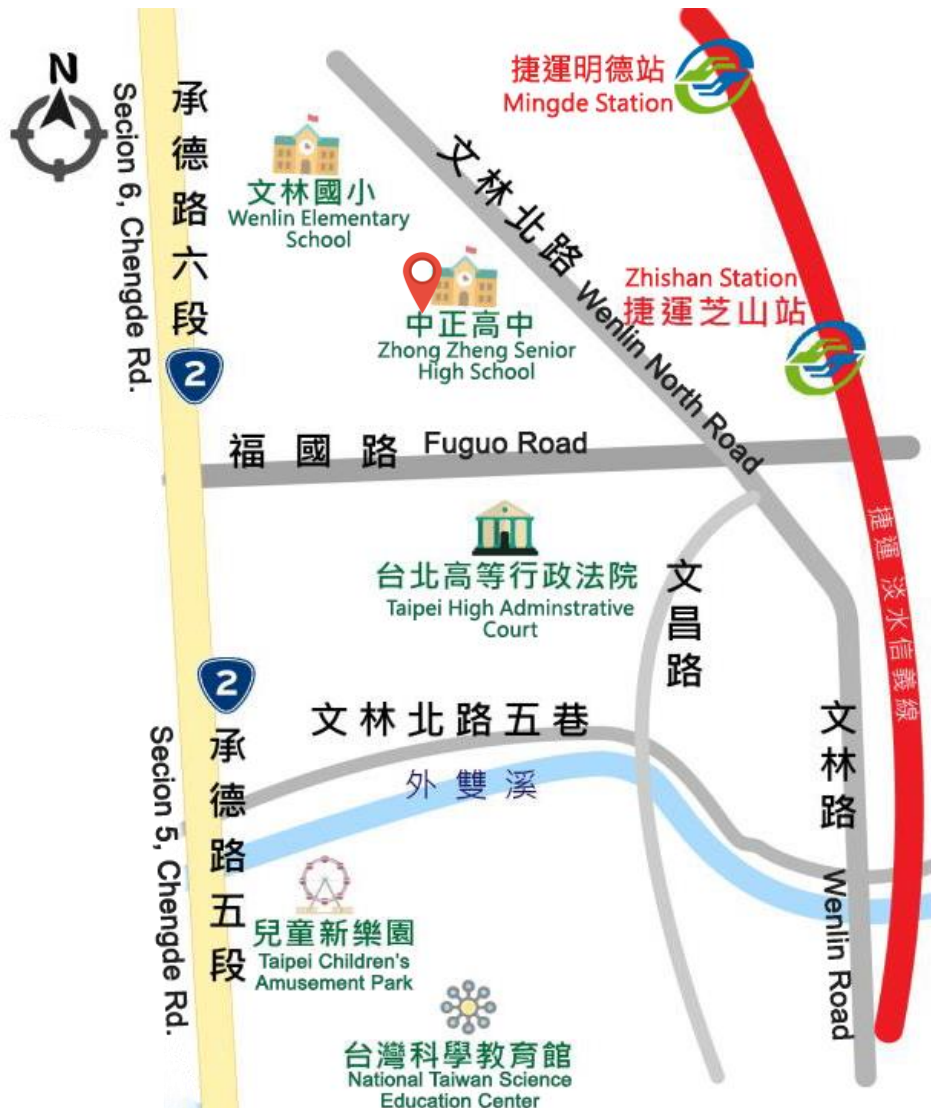 N
捷運明德站
Mingde Station
承德路六段
Secion 6, Chengde Rd.
文林國小
Wenlin Elementary
School
文林北路
Wenlin North Road
Zhishan Station
捷運芝山站
中正高中
Zhong Zheng Senior
High School
2
福國路 Fuguo Road
台北高等行政法院
Taipei High Adminstrative
Court
文昌路
捷運 淡水信義線
2
承德路五段
Secion 5, Chengde Rd.
文林北路五巷
外雙溪
文林路
Wenlin Road
兒童新樂園
Taipei Children's
Amusement Park
台灣科學教育館
National Taiwan Science
Education Center